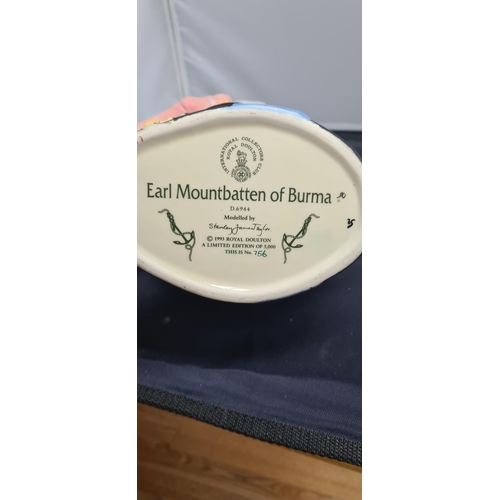 INTERNATIONAL COLLECTORS CLUB
ROYAL DOULTON
Earl Mountbatten of Burma
D.6944
Modelled by
Stanley James Taylor
© 1993 ROYAL DOULTON
A LIMITED EDITION OF 5,000
THIS IS No. 756